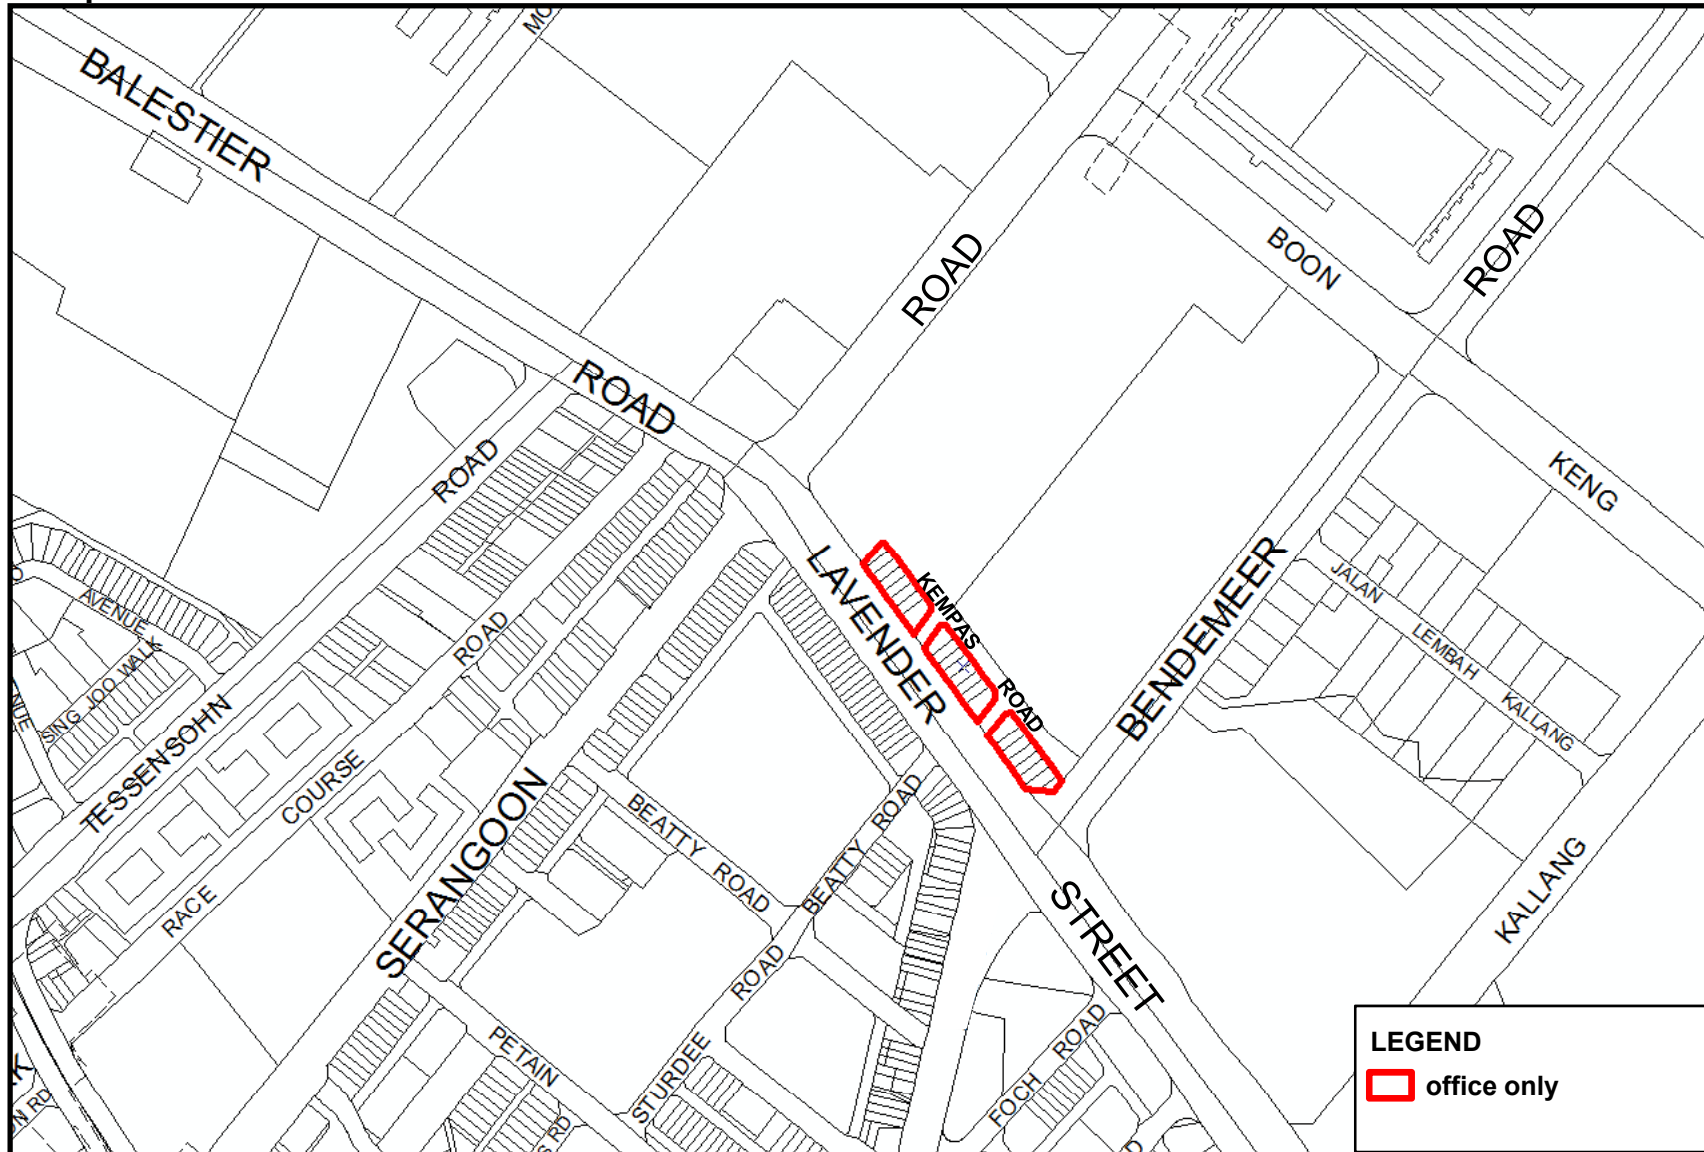 BALESTIER
ROAD
ROAD
BOON
ROAD
KENG
ROAD
LAVENDER
STREET
KEMPAS
ROAD
BENDEMEER
JALAN
LEMBAH
KALLANG
KALLANG
AVENUE
SING JOO WALK
TESSENSOHN
RACE
COURSE
ROAD
SERANGOON
BEATTY ROAD
BEATTY ROAD
STURDEE
ROAD
PETAIN
FOCH
ROAD
LEGEND
office only